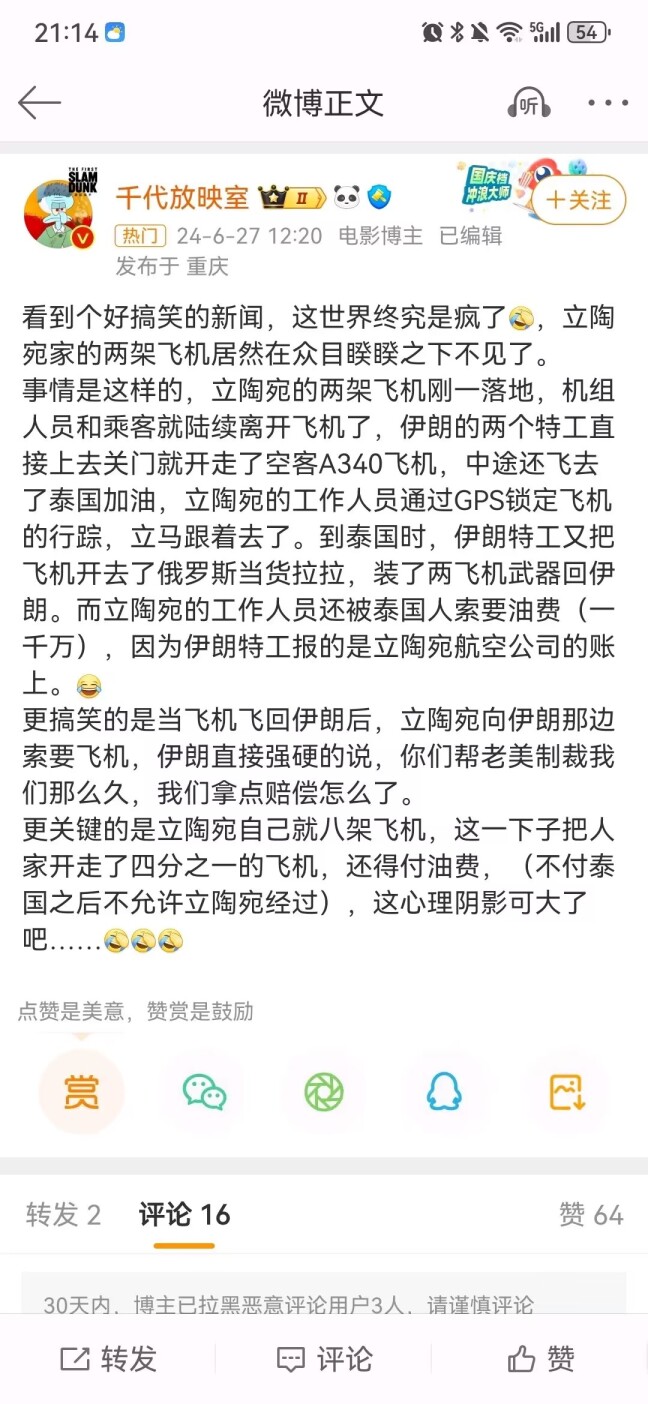 21:14
5G
54
微博正文
听
THE FIRST
SLAM
DUNK
千代放映室
II
国庆档
冲浪大师
+关注
热门 24-6-27 12:20 电影博主 已编辑
发布于 重庆
看到个好搞笑的新闻，这世界终究是疯了🤣，立陶
宛家的两架飞机居然在众目睽睽之下不见了。
事情是这样的，立陶宛的两架飞机刚一落地，机组
人员和乘客就陆续离开飞机了，伊朗的两个特工直
接上去关门就开走了空客A340飞机，中途还飞去
了泰国加油，立陶宛的工作人员通过GPS锁定飞机
的行踪，立马跟着去了。到泰国时，伊朗特工又把
飞机开去了俄罗斯当货拉拉，装了两飞机武器回伊
朗。而立陶宛的工作人员还被泰国人索要油费（一
千万），因为伊朗特工报的是立陶宛航空公司的账
上。😂
更搞笑的是当飞机飞回伊朗后，立陶宛向伊朗那边
索要飞机，伊朗直接强硬的说，你们帮老美制裁我
们那么久，我们拿点赔偿怎么了。
更关键的是立陶宛自己就八架飞机，这一下子把人
家开走了四分之一的飞机，还得付油费，（不付泰
国之后不允许立陶宛经过），这心理阴影可大了
吧……🤣🤣🤣
点赞是美意，赞赏是鼓励
赏
转发 2 评论 16 赞 64
30天内，博主已拉黑恶意评论用户3人，请谨慎评论
转发 评论 赞